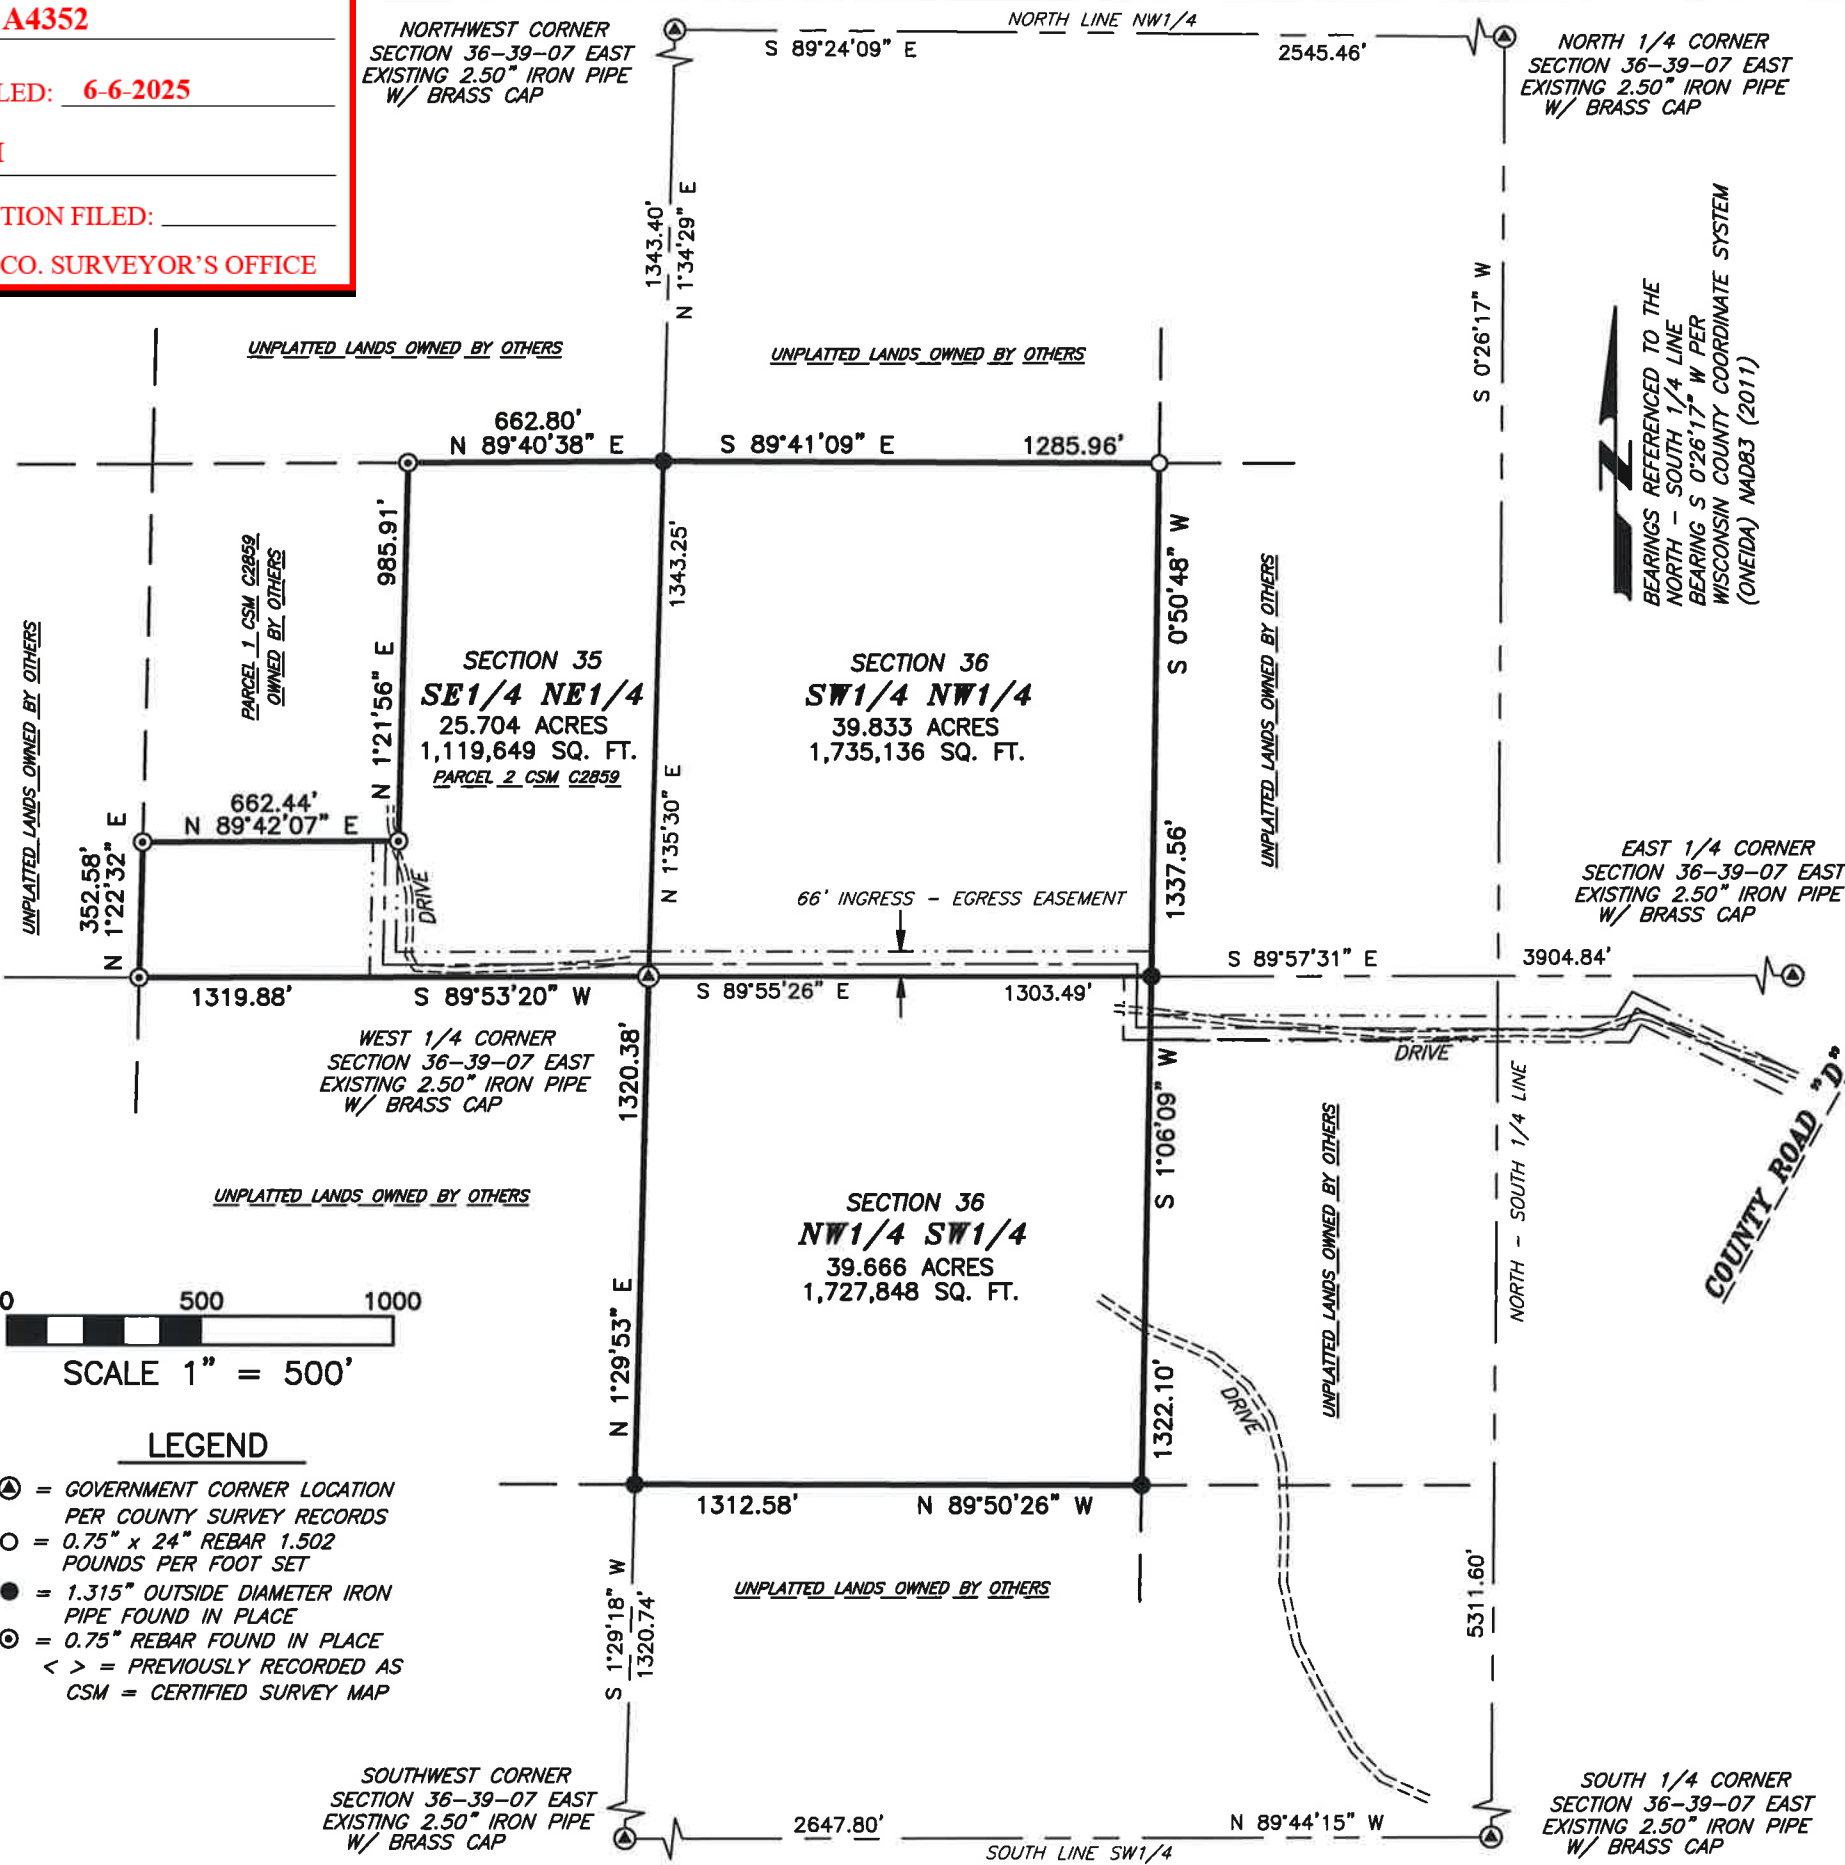 A4352
LED: 6-6-2025
TION FILED:
CO. SURVEYOR'S OFFICE
NORTHWEST CORNER
SECTION 36-39-07 EAST
EXISTING 2.50" IRON PIPE
W/ BRASS CAP
NORTH LINE NW1/4
S 89°24'09" E
2545.46'
NORTH 1/4 CORNER
SECTION 36-39-07 EAST
EXISTING 2.50" IRON PIPE
W/ BRASS CAP
1343.40'
N 1°34'29" E
S 0°26'17" W
BEARINGS REFERENCED TO THE
NORTH - SOUTH 1/4 LINE
BEARING S 0°26'17" W PER
WISCONSIN COUNTY COORDINATE SYSTEM
(ONEIDA) NAD83 (2011)
UNPLATTED LANDS OWNED BY OTHERS
UNPLATTED LANDS OWNED BY OTHERS
662.80'
N 89°40'38" E
S 89°41'09" E
1285.96'
985.91'
N 1°21'56" E
PARCEL 1 CSM C2859
OWNED BY OTHERS
UNPLATTED LANDS OWNED BY OTHERS
1343.25'
N 1°35'30" E
S 0°50'48" W
1337.56'
UNPLATTED LANDS OWNED BY OTHERS
SECTION 35
SE1/4 NE1/4
25.704 ACRES
1,119,649 SQ. FT.
PARCEL 2 CSM C2859
SECTION 36
SW1/4 NW1/4
39.833 ACRES
1,735,136 SQ. FT.
662.44'
N 89°42'07" E
352.58'
N 1°22'32" E
DRIVE
66' INGRESS - EGRESS EASEMENT
EAST 1/4 CORNER
SECTION 36-39-07 EAST
EXISTING 2.50" IRON PIPE
W/ BRASS CAP
S 89°57'31" E
3904.84'
1319.88'
S 89°53'20" W
S 89°55'26" E
1303.49'
WEST 1/4 CORNER
SECTION 36-39-07 EAST
EXISTING 2.50" IRON PIPE
W/ BRASS CAP
1320.38'
N 1°29'53" E
S 1°06'09" W
1322.10'
DRIVE
COUNTY ROAD "D"
NORTH - SOUTH 1/4 LINE
UNPLATTED LANDS OWNED BY OTHERS
UNPLATTED LANDS OWNED BY OTHERS
SECTION 36
NW1/4 SW1/4
39.666 ACRES
1,727,848 SQ. FT.
DRIVE
0 500 1000
SCALE 1" = 500'
LEGEND
= GOVERNMENT CORNER LOCATION
PER COUNTY SURVEY RECORDS
= 0.75" x 24" REBAR 1.502
POUNDS PER FOOT SET
= 1.315" OUTSIDE DIAMETER IRON
PIPE FOUND IN PLACE
= 0.75" REBAR FOUND IN PLACE
< > = PREVIOUSLY RECORDED AS
CSM = CERTIFIED SURVEY MAP
1312.58'
N 89°50'26" W
S 1°29'18" W
1320.74'
UNPLATTED LANDS OWNED BY OTHERS
5311.60'
SOUTHWEST CORNER
SECTION 36-39-07 EAST
EXISTING 2.50" IRON PIPE
W/ BRASS CAP
2647.80'
N 89°44'15" W
SOUTH LINE SW1/4
SOUTH 1/4 CORNER
SECTION 36-39-07 EAST
EXISTING 2.50" IRON PIPE
W/ BRASS CAP